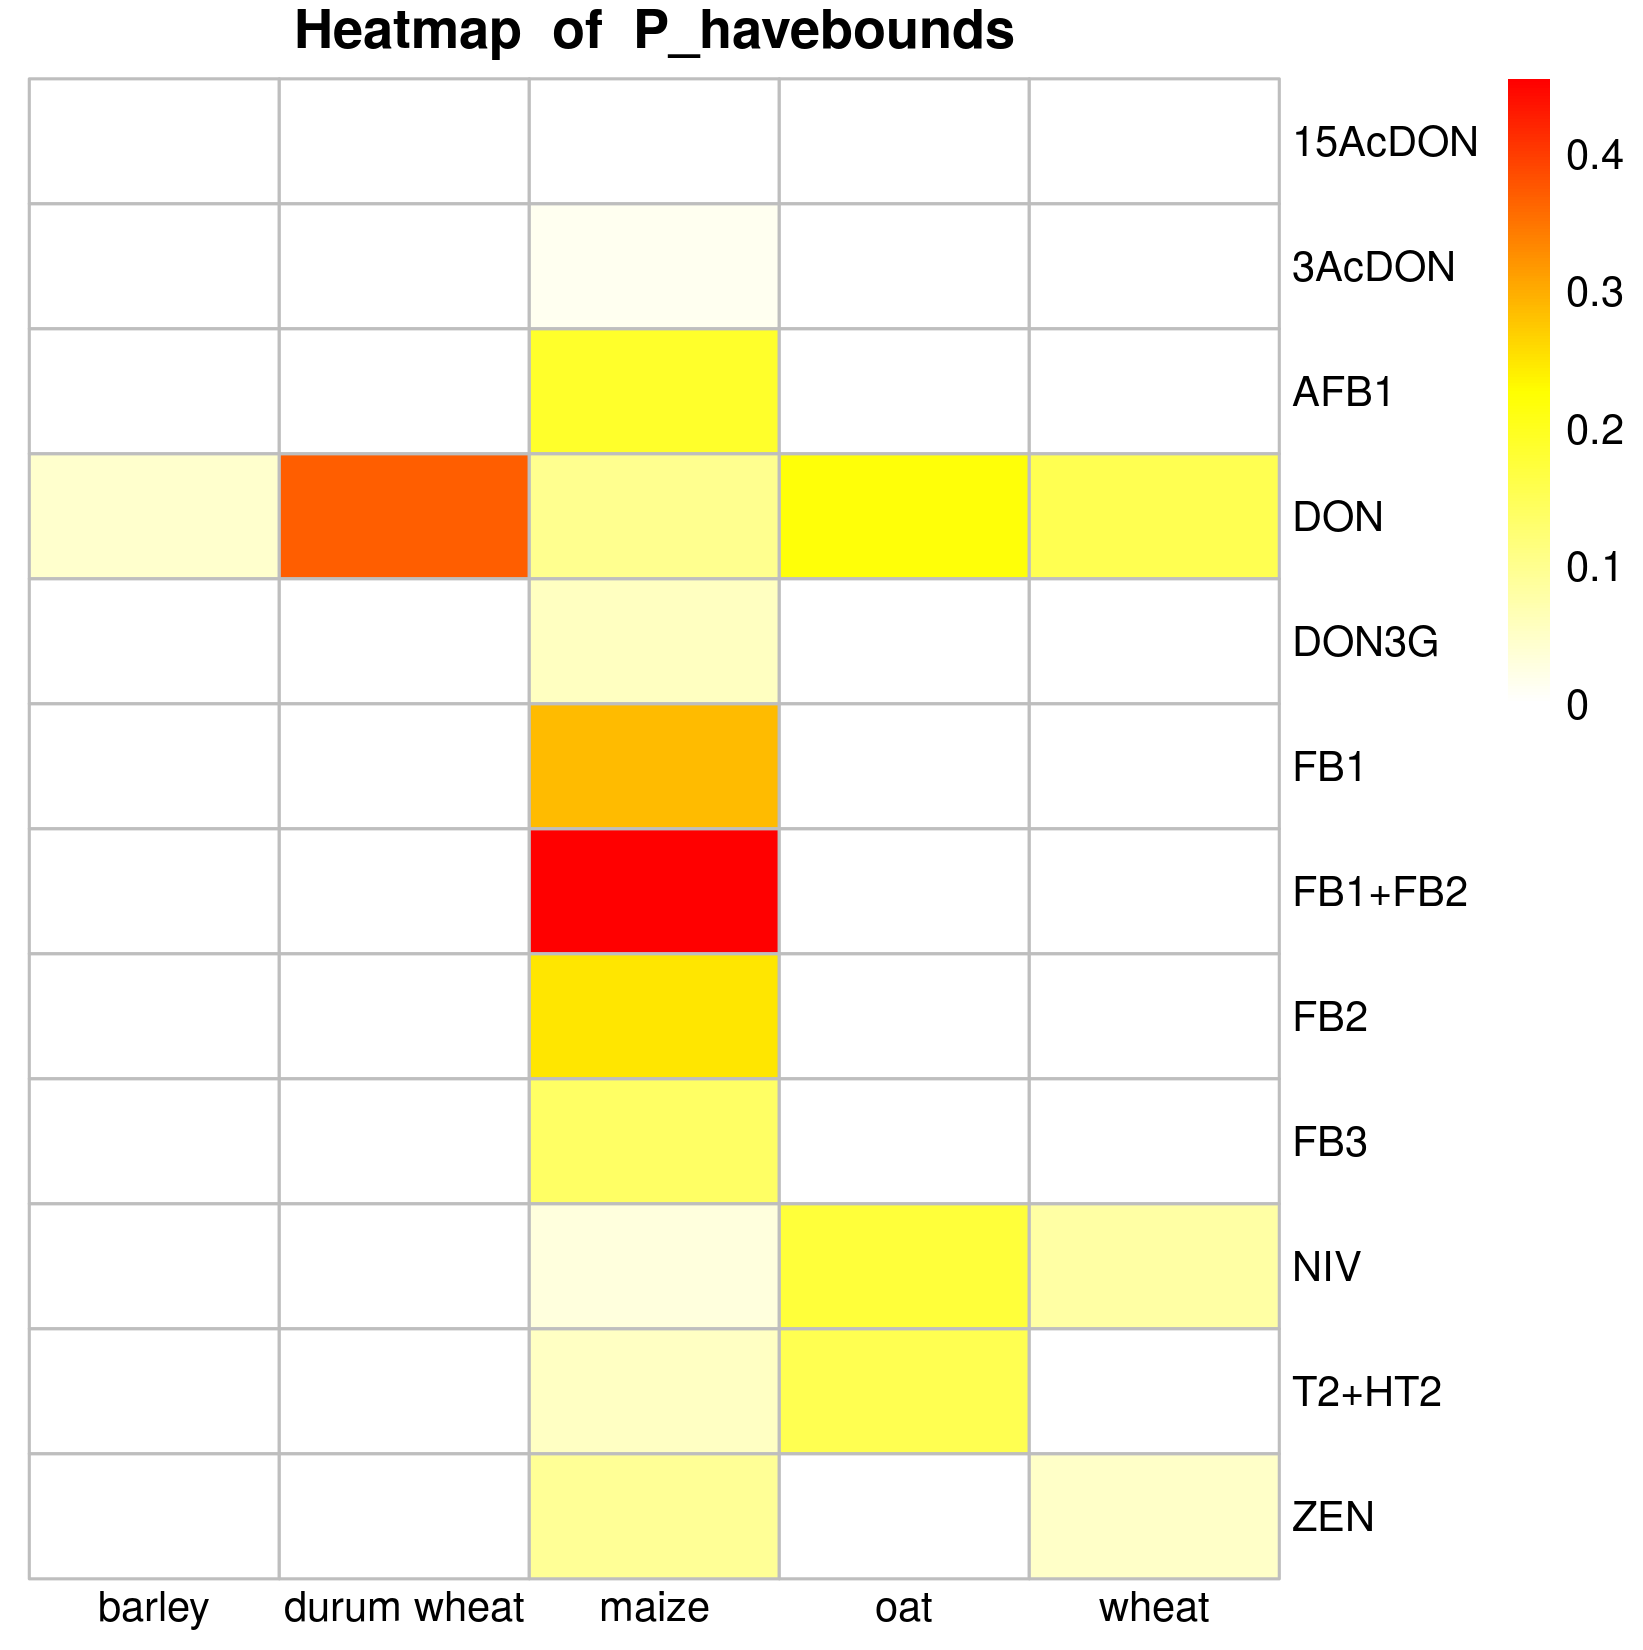 Heatmap of P_havebounds
15AcDON
3AcDON
AFB1
DON
DON3G
FB1
FB1+FB2
FB2
FB3
NIV
T2+HT2
ZEN
barley durum wheat maize oat wheat
0.4
0.3
0.2
0.1
0